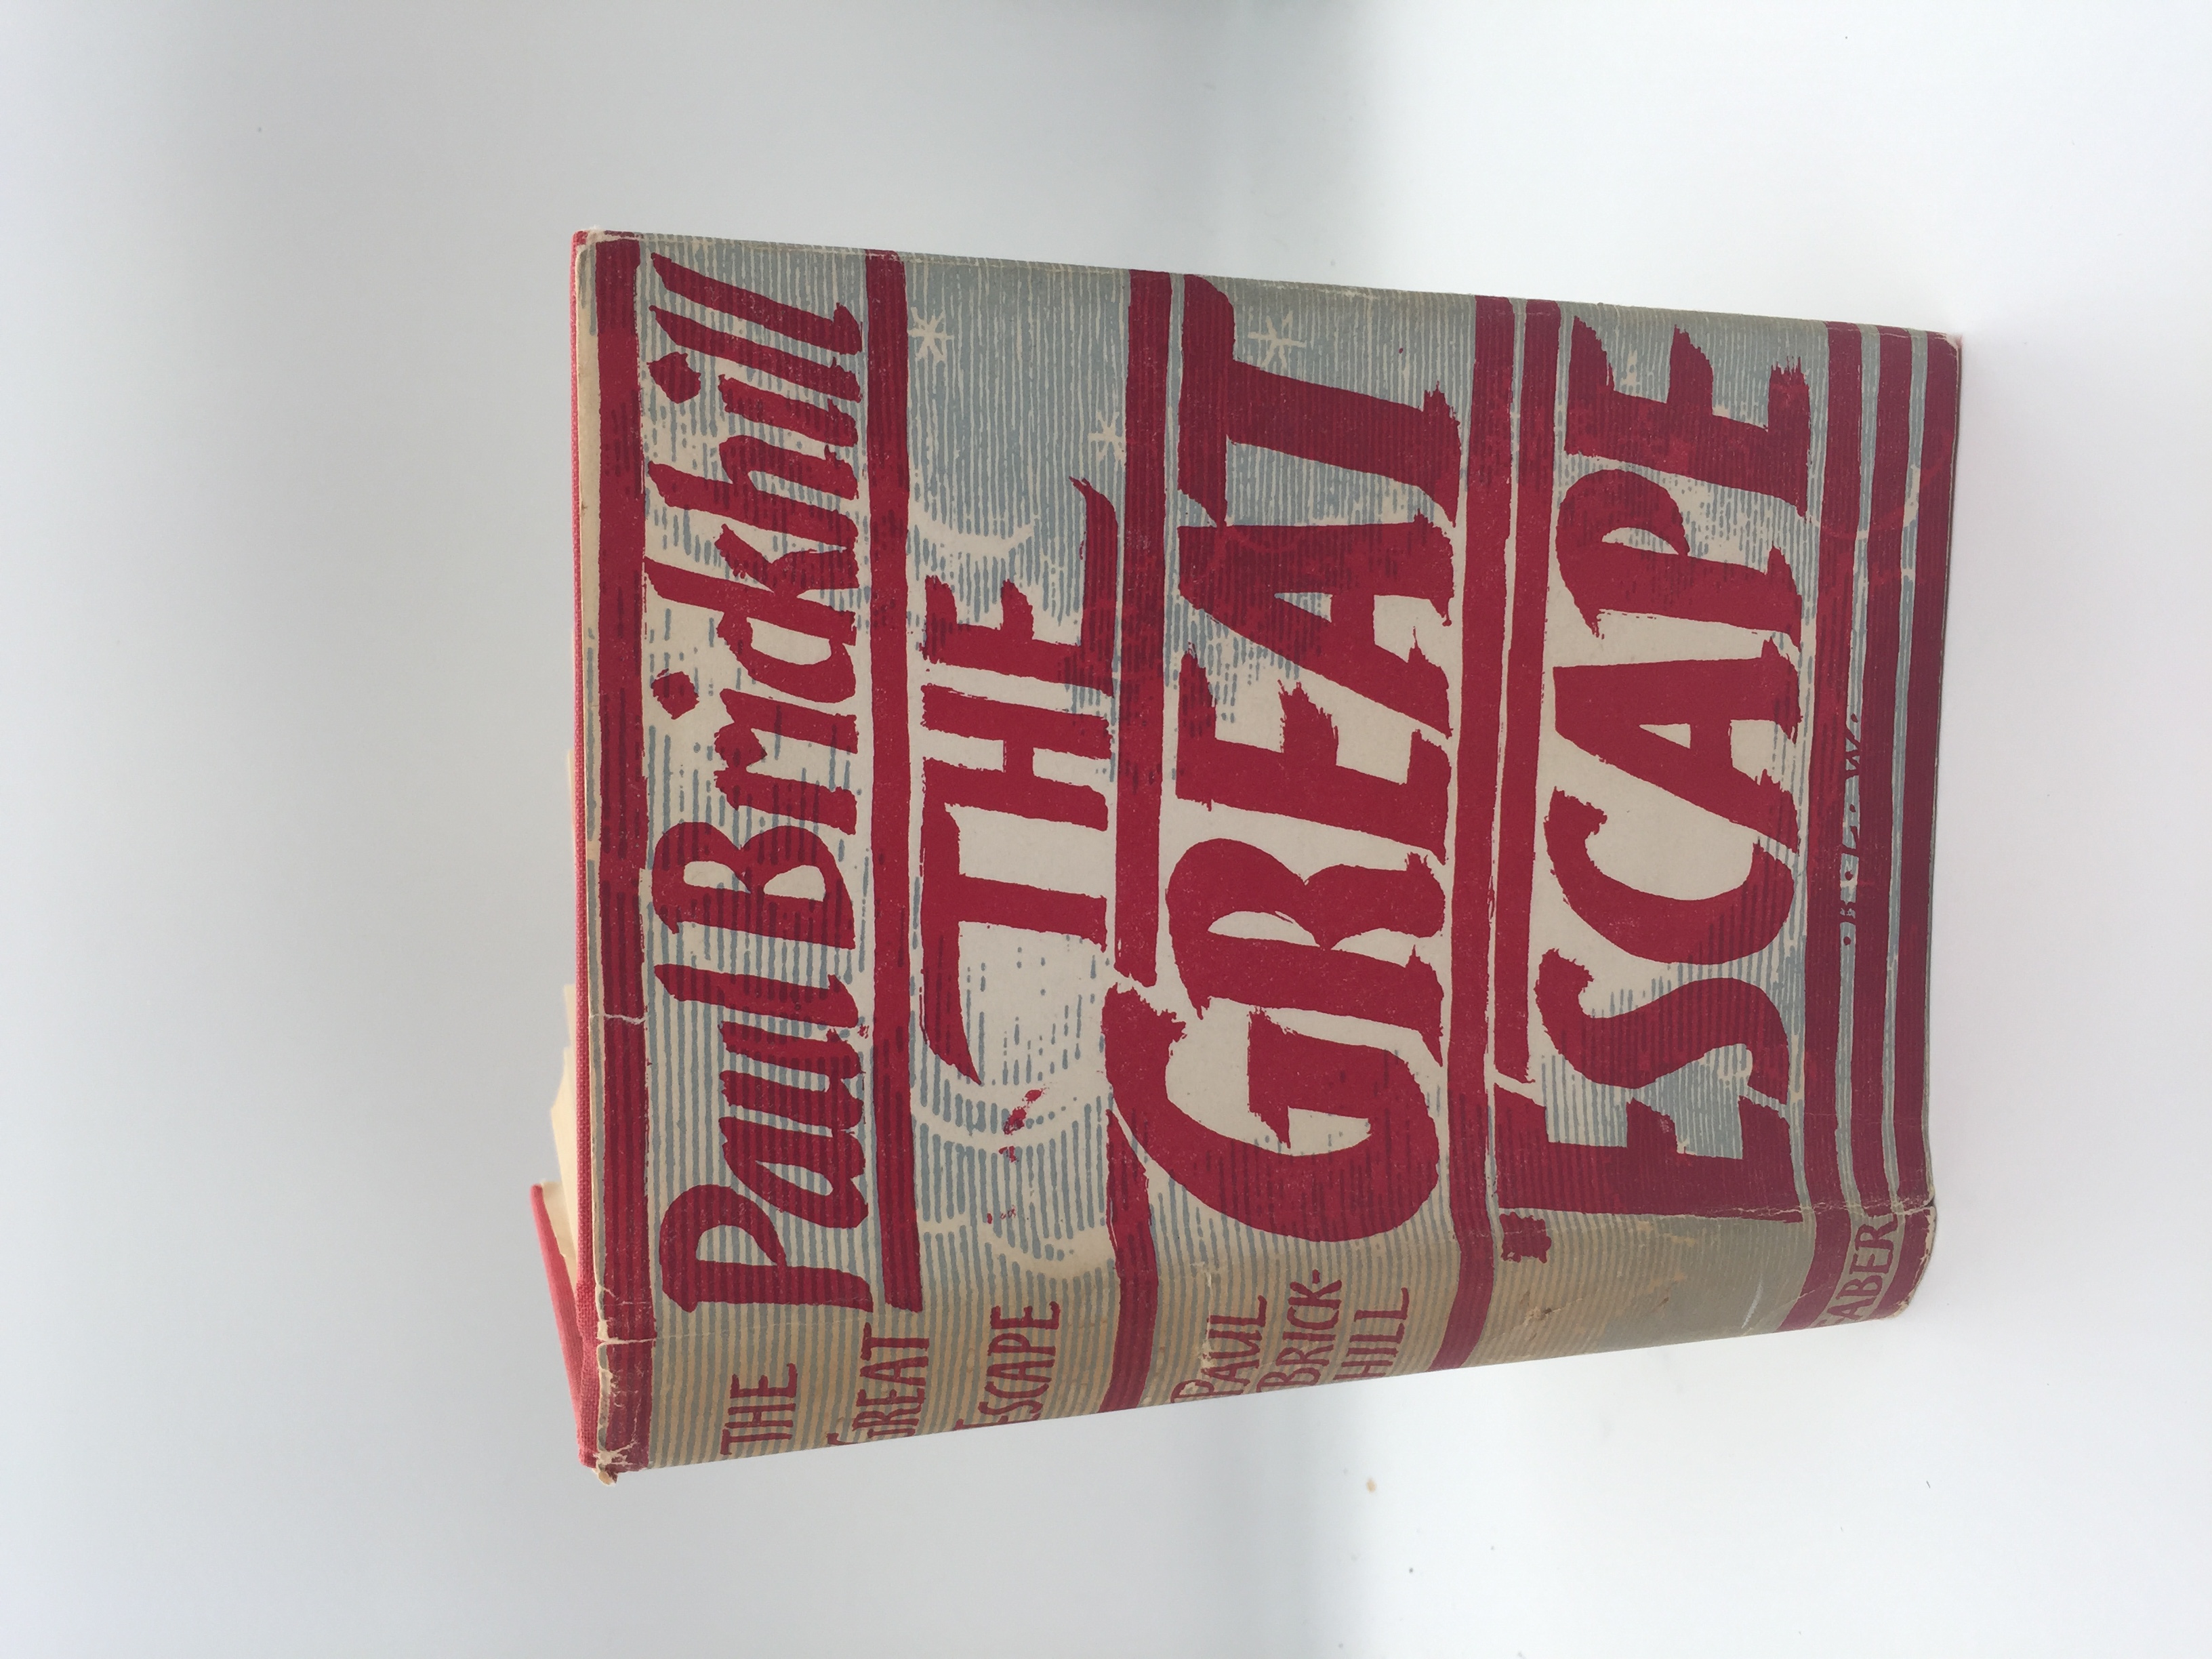 Paul Brickhill
THE
GREAT
ESCAPE
THE
GREAT
ESCAPE
PAUL
BRICK-
HILL
FABER